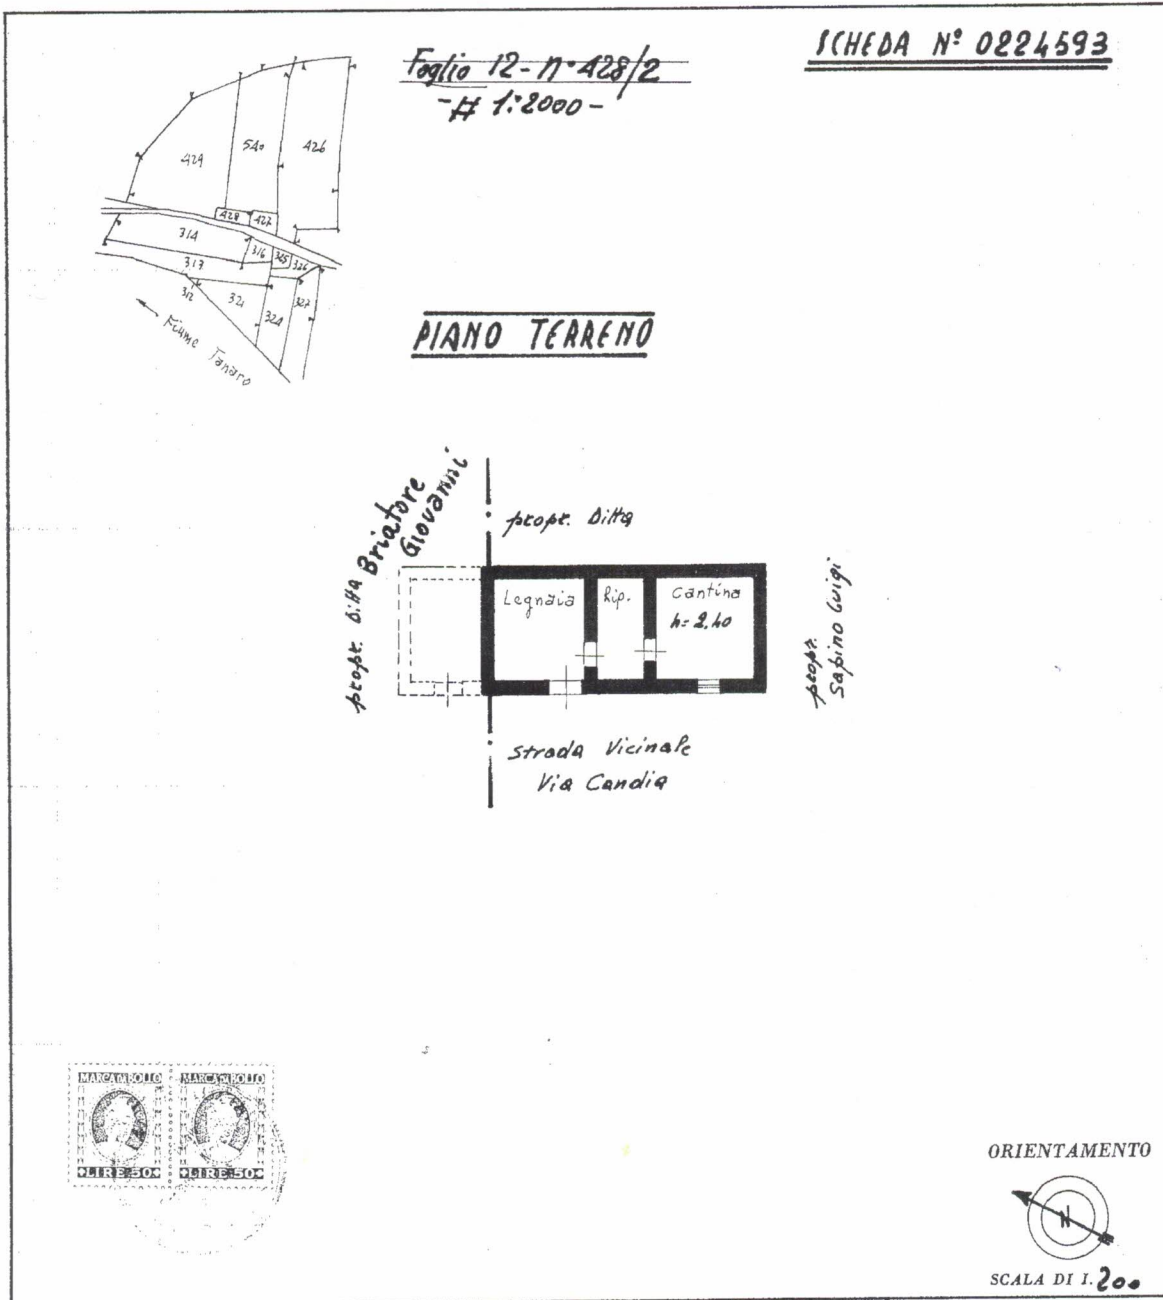 SCHEDA Nº 0224593
Foglio 12 - n° 428/2
1:2000 -
429
540
426
428
427
314
316
325
326
317
312
321
324
327
Fiume Tanaro
PIANO TERRENO
propr. Ditta Briatore Giovanni
propr. Ditta
Legnaia
Rip.
Cantina
h= 2,40
propr.
Sapino Luigi
Strada Vicinale
Via Candia
MARCA DA BOLLO
LIRE 50
MARCA DA BOLLO
LIRE 50
ORIENTAMENTO
N
SCALA DI 1. 200